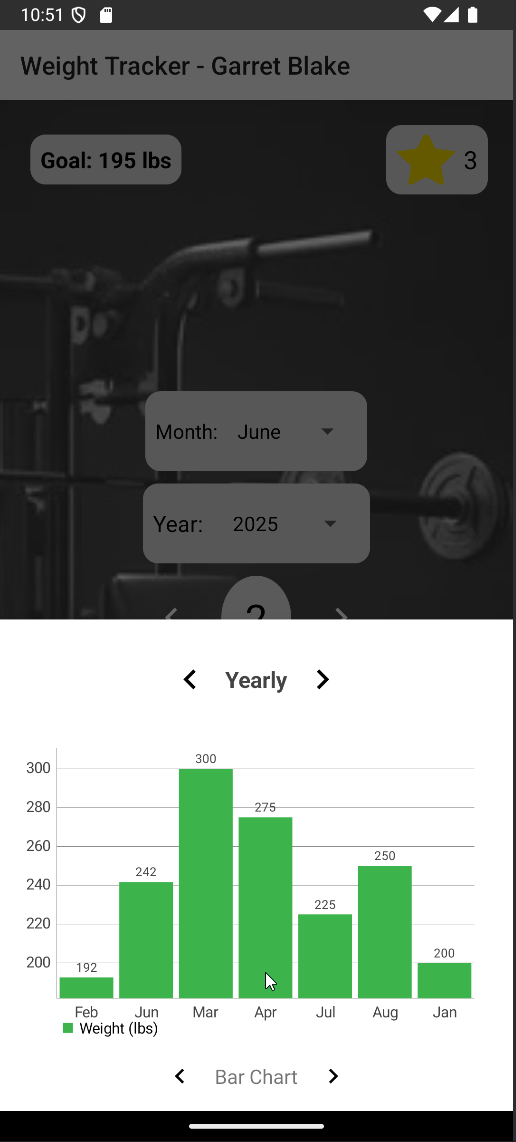 10:51
Weight Tracker - Garret Blake
Goal: 195 lbs
3
Month: June
Year: 2025
2
Yearly
300
300
280
275
260
250
242
240
225
220
200
200
192
Feb Jun Mar Apr Jul Aug Jan
Weight (lbs)
Bar Chart